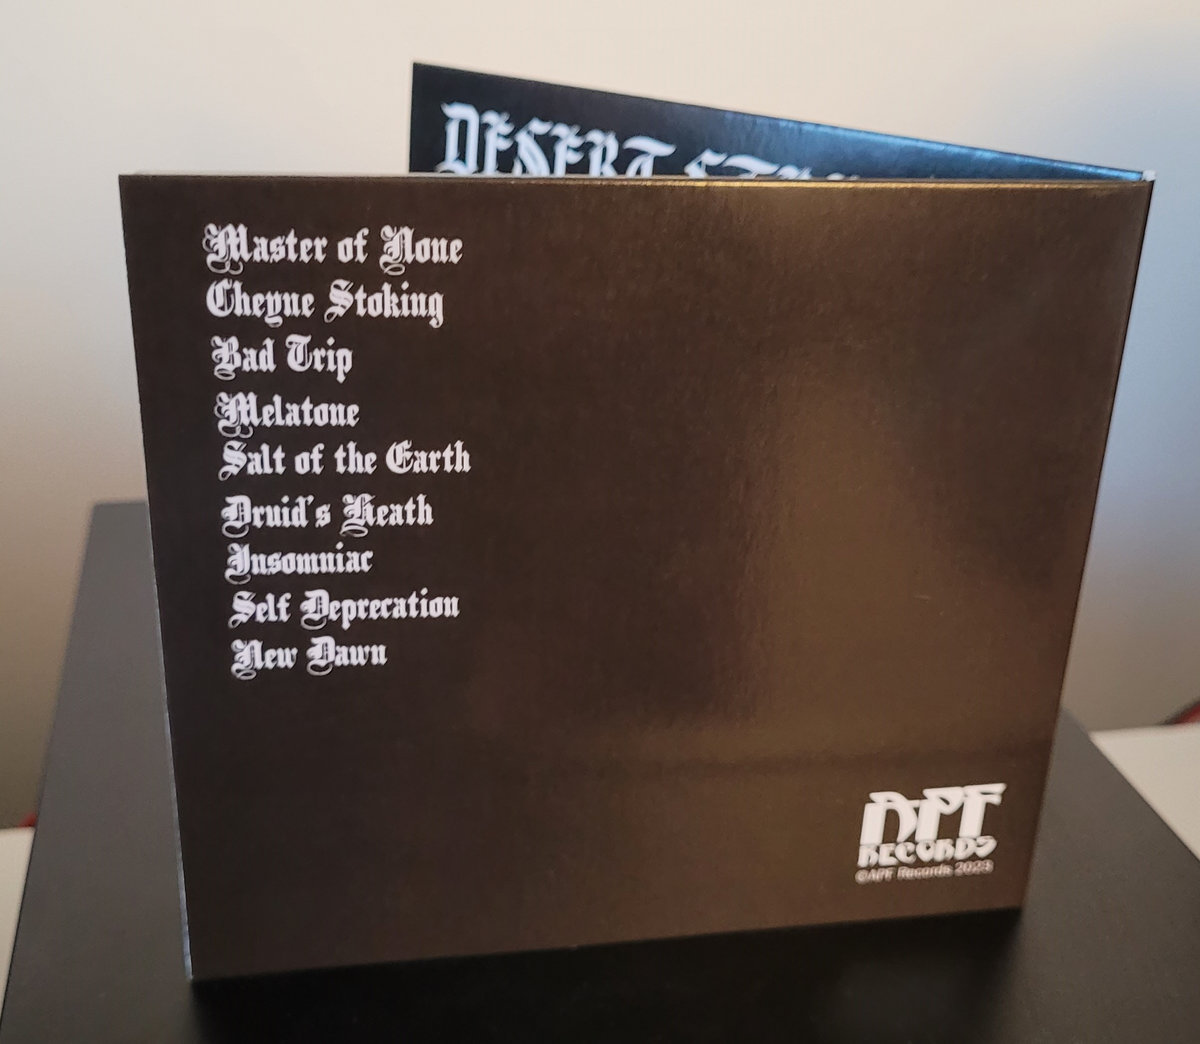 DESERT
Master of None
Cheyne Stoking
Bad Trip
Melatone
Salt of the Earth
Druid's Heath
Insomniac
Self Deprecation
New Dawn
APF
RECORDS
©APF Records 2023